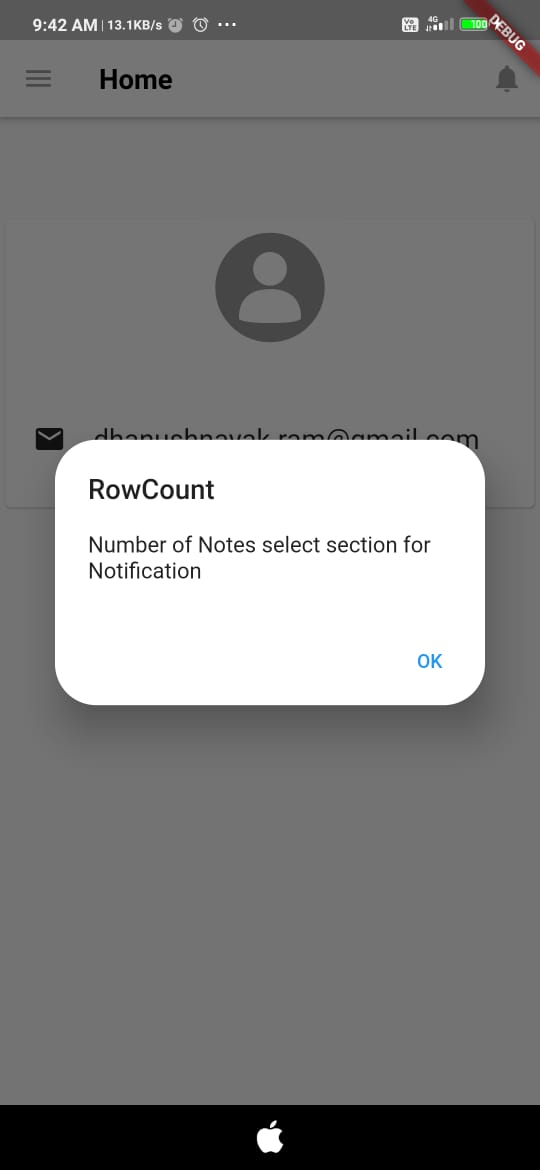 9:42 AM | 13.1KB/s ... Vo LTE 4G 100
DEBUG
Home
dhanushnayak.ram@gmail.com
RowCount
Number of Notes select section for
Notification
OK